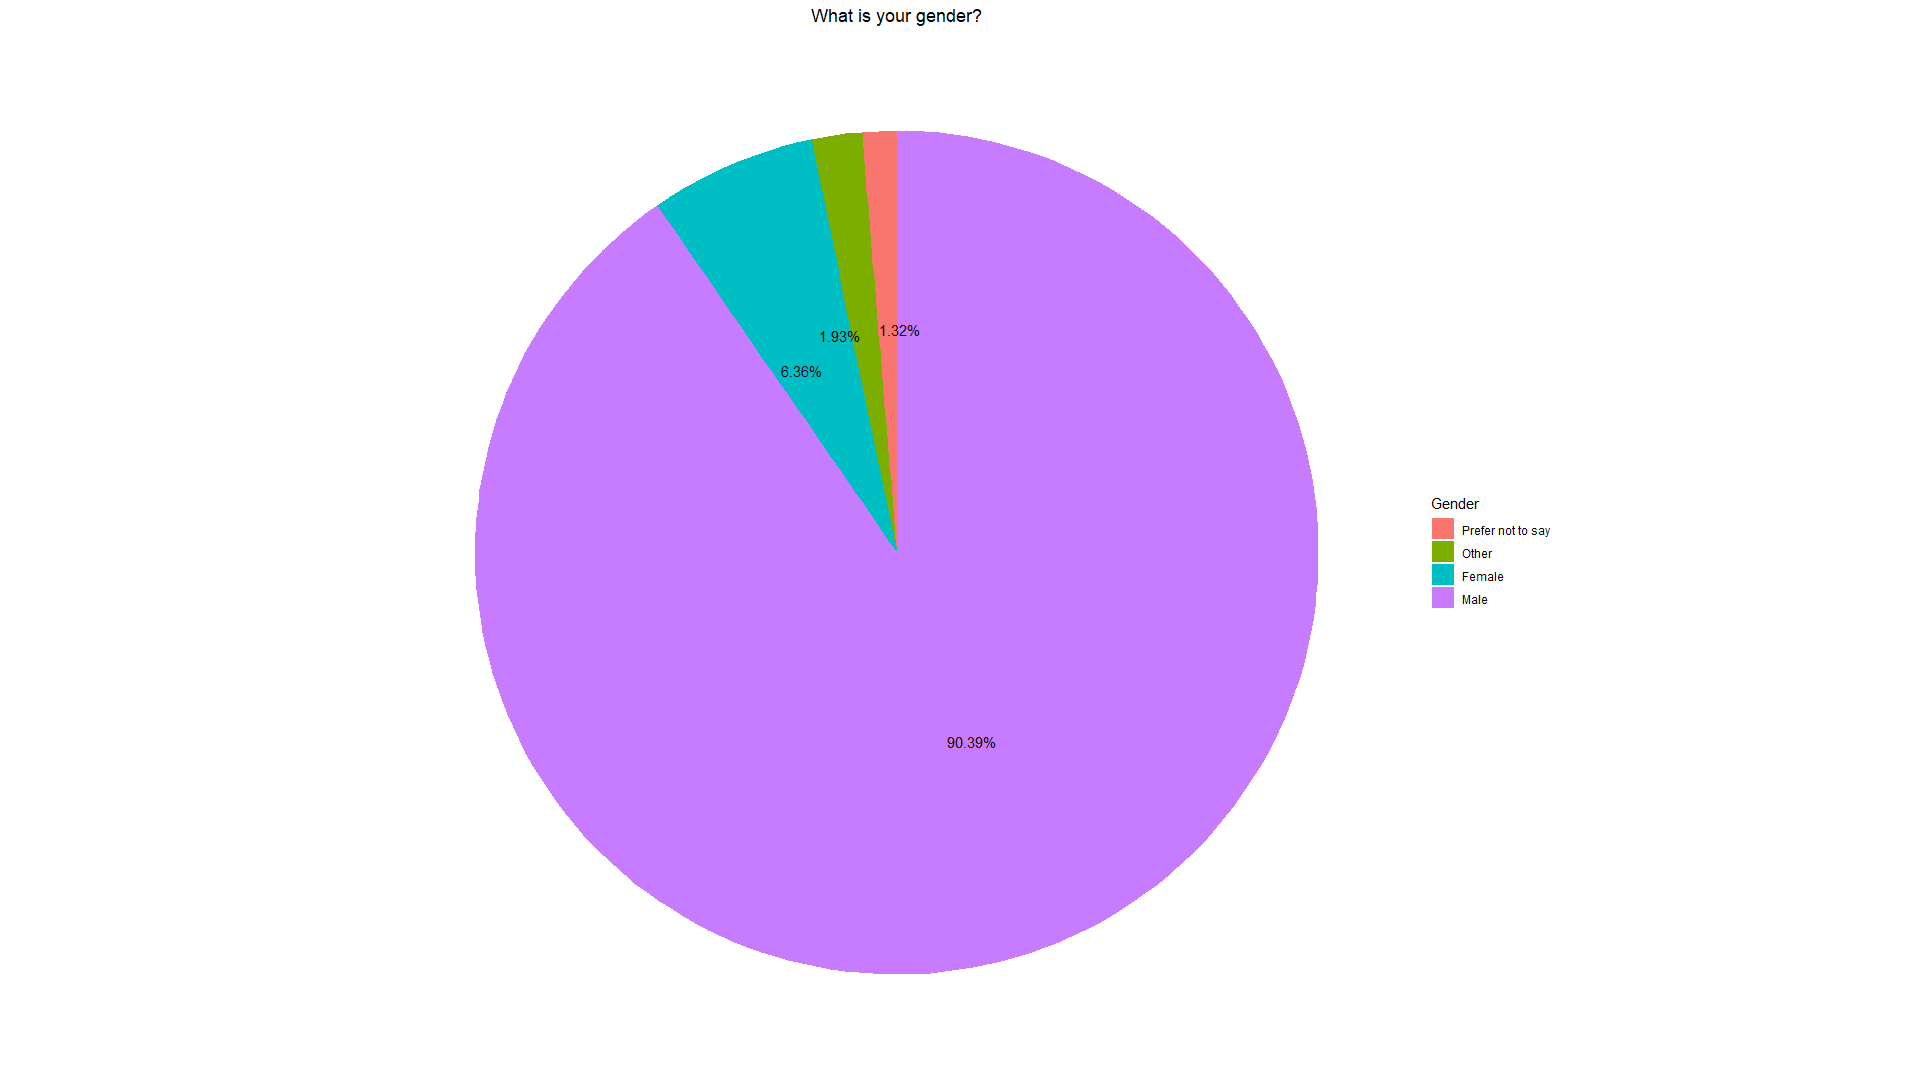 What is your gender?
1.32%
1.93%
6.36%
90.39%
Gender
Prefer not to say
Other
Female
Male